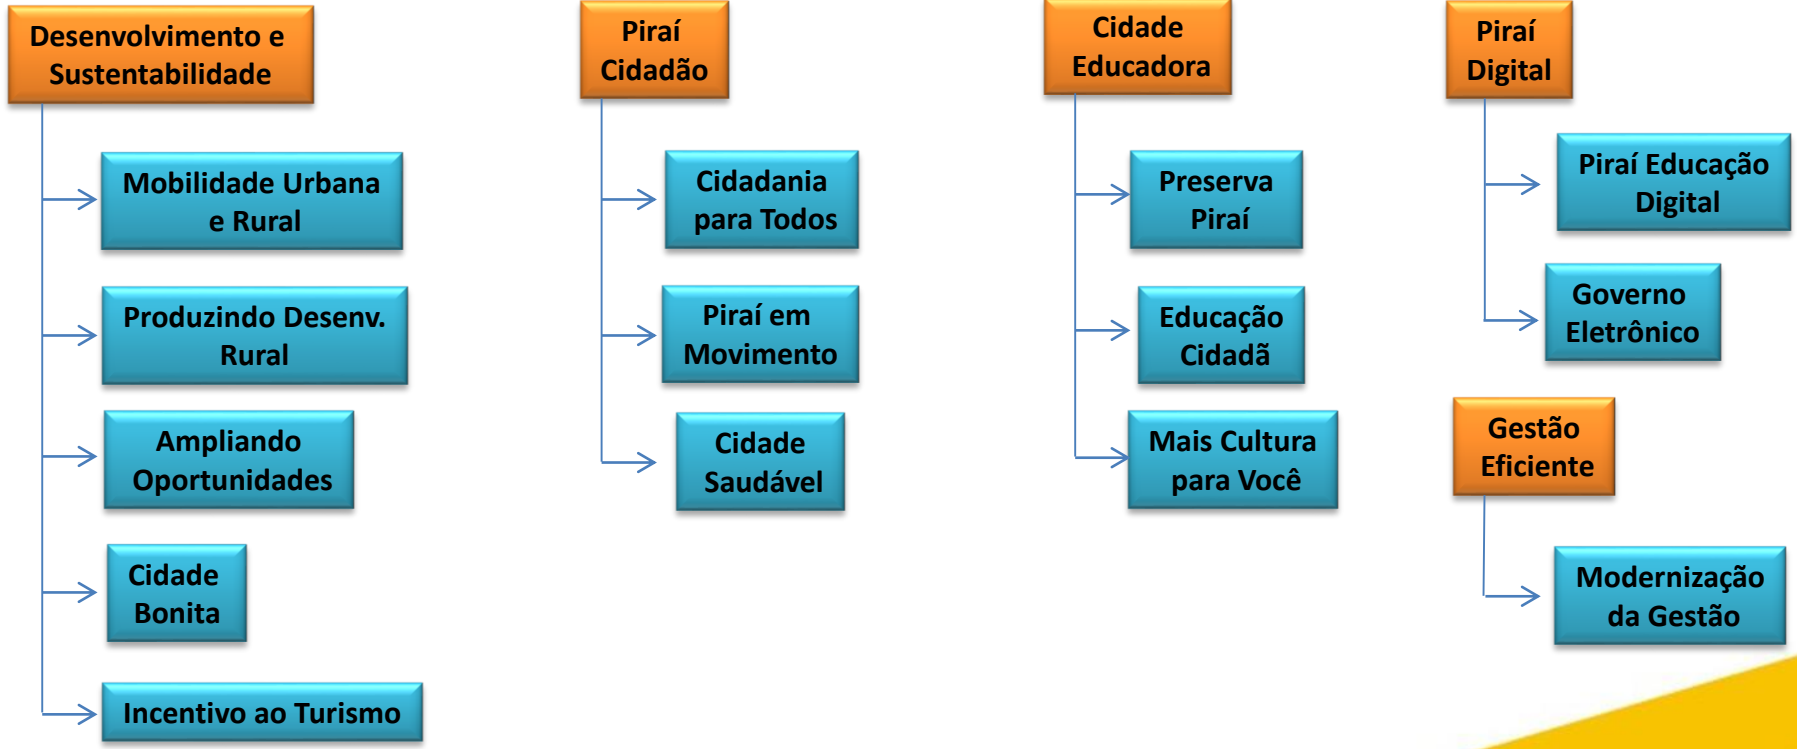 Desenvolvimento e
Sustentabilidade
Mobilidade Urbana
e Rural
Produzindo Desenv.
Rural
Ampliando
Oportunidades
Cidade
Bonita
Incentivo ao Turismo
Piraí
Cidadão
Cidadania
para Todos
Piraí em
Movimento
Cidade
Saudável
Cidade
Educadora
Preserva
Piraí
Educação
Cidadã
Mais Cultura
para Você
Piraí
Digital
Piraí Educação
Digital
Governo
Eletrônico
Gestão
Eficiente
Modernização
da Gestão